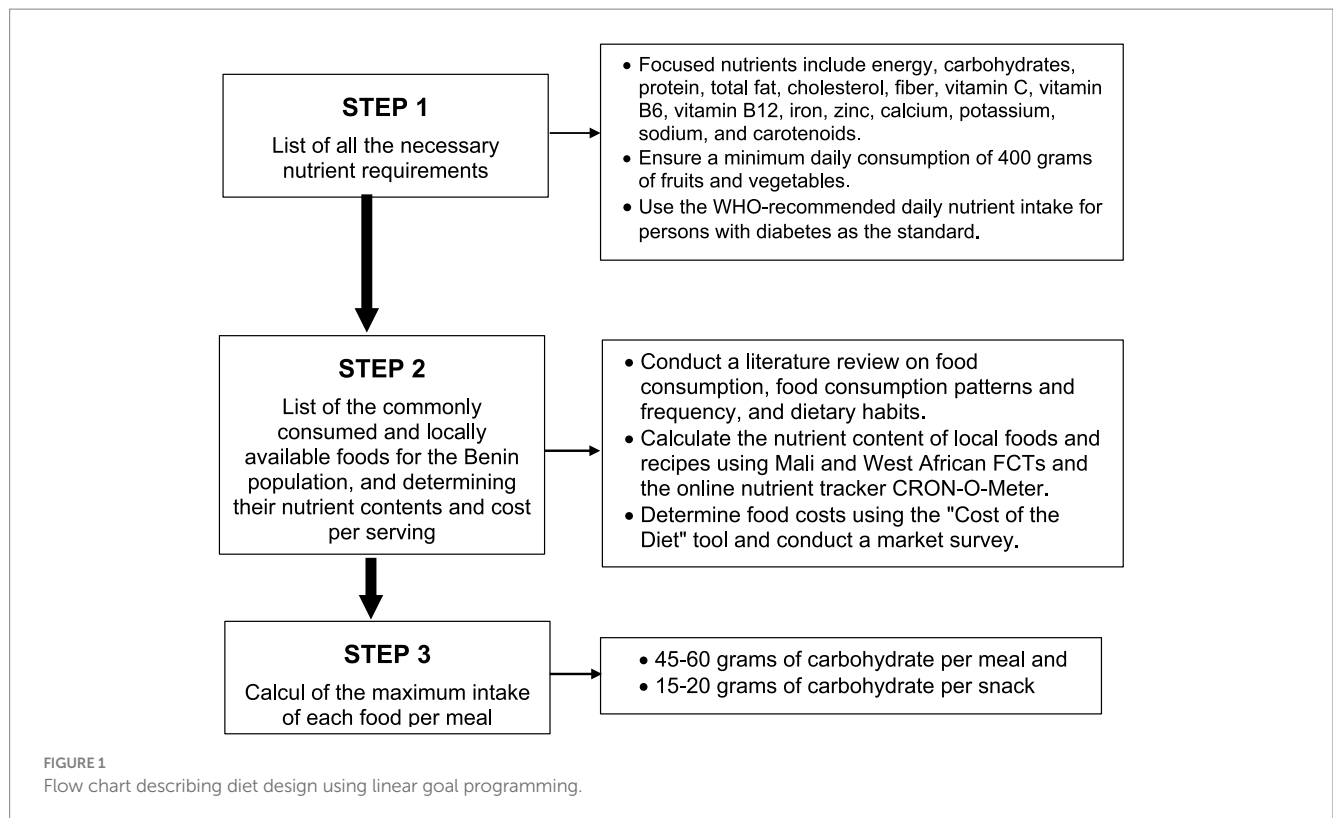 STEP 1
List of all the necessary
nutrient requirements
• Focused nutrients include energy, carbohydrates,
protein, total fat, cholesterol, fiber, vitamin C, vitamin
B6, vitamin B12, iron, zinc, calcium, potassium,
sodium, and carotenoids.
• Ensure a minimum daily consumption of 400 grams
of fruits and vegetables.
• Use the WHO-recommended daily nutrient intake for
persons with diabetes as the standard.
STEP 2
List of the commonly
consumed and locally
available foods for the Benin
population, and determining
their nutrient contents and cost
per serving
• Conduct a literature review on food
consumption, food consumption patterns and
frequency, and dietary habits.
• Calculate the nutrient content of local foods and
recipes using Mali and West African FCTs and
the online nutrient tracker CRON-O-Meter.
• Determine food costs using the "Cost of the
Diet" tool and conduct a market survey.
STEP 3
Calcul of the maximum intake
of each food per meal
• 45-60 grams of carbohydrate per meal and
• 15-20 grams of carbohydrate per snack
FIGURE 1
Flow chart describing diet design using linear goal programming.